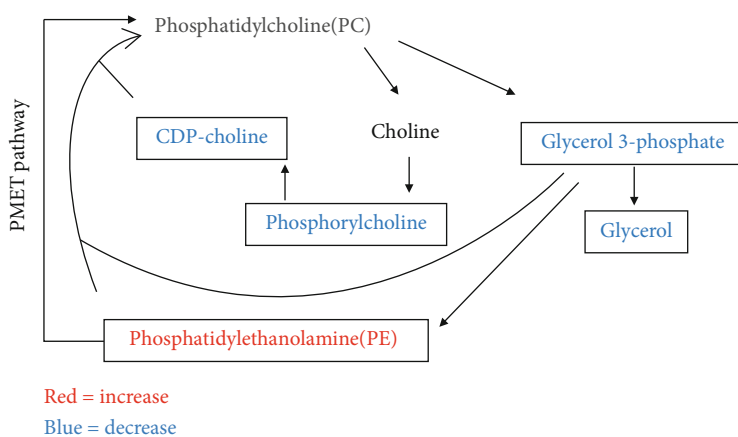 Phosphatidylcholine(PC)
CDP-choline
Choline
Glycerol 3-phosphate
PMET pathway
Phosphorylcholine
Glycerol
Phosphatidylethanolamine(PE)
Red = increase
Blue = decrease